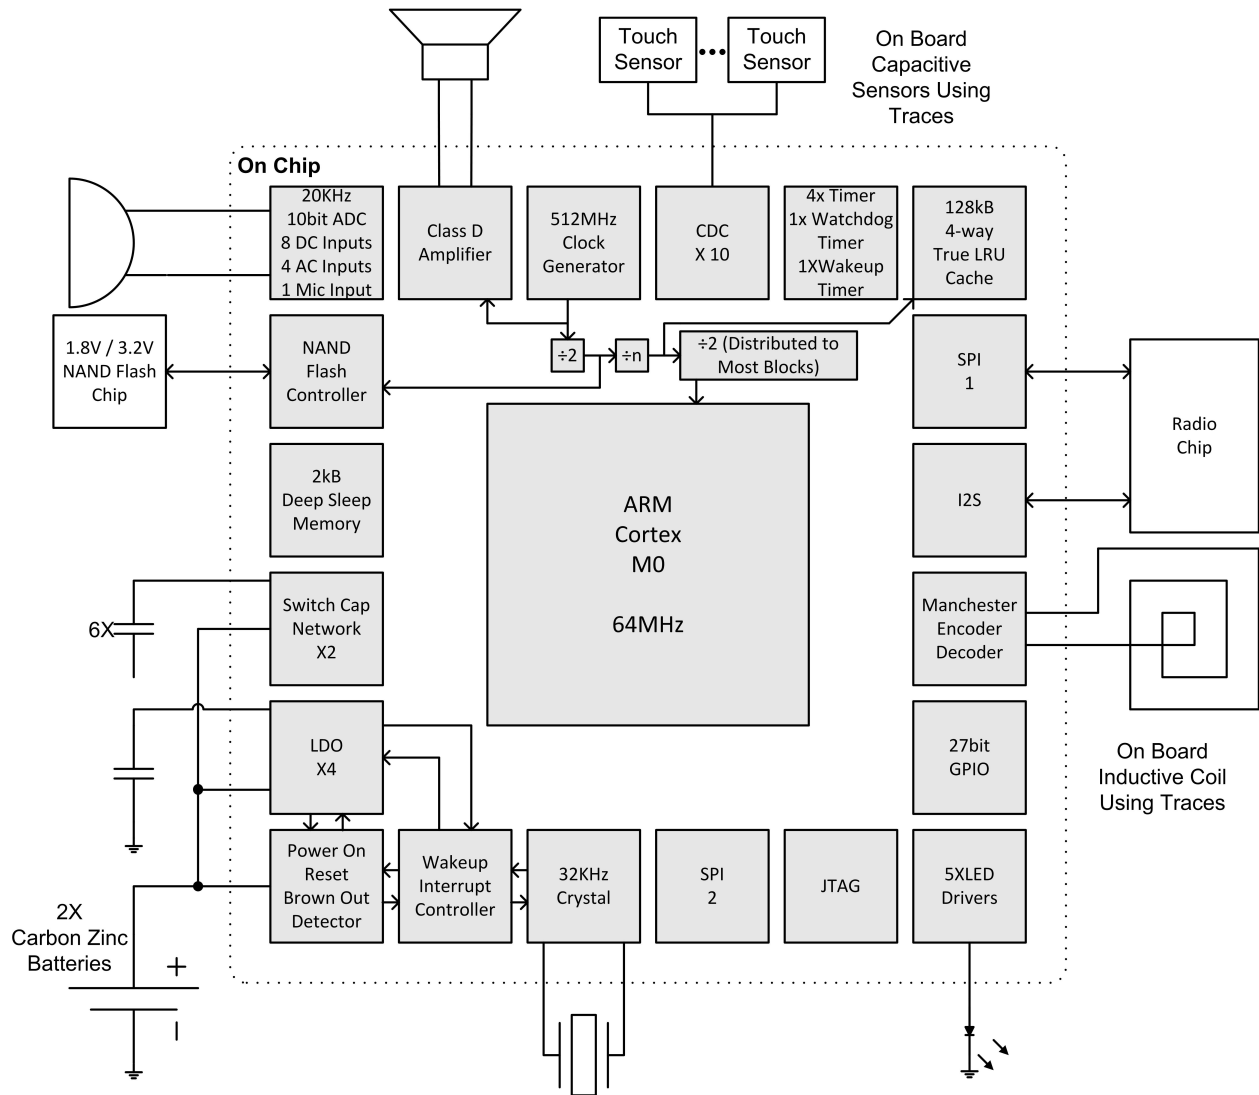 Touch
Sensor
Touch
Sensor
On Board
Capacitive
Sensors Using
Traces
On Chip
20KHz
10bit ADC
8 DC Inputs
4 AC Inputs
1 Mic Input
Class D
Amplifier
512MHz
Clock
Generator
CDC
X 10
4x Timer
1x Watchdog
Timer
1XWakeup
Timer
128kB
4-way
True LRU
Cache
1.8V / 3.2V
NAND Flash
Chip
NAND
Flash
Controller
÷2
÷n
÷2 (Distributed to
Most Blocks)
SPI
1
Radio
Chip
2kB
Deep Sleep
Memory
ARM
Cortex
M0
64MHz
I2S
6X
Switch Cap
Network
X2
Manchester
Encoder
Decoder
LDO
X4
27bit
GPIO
On Board
Inductive Coil
Using Traces
Power On
Reset
Brown Out
Detector
Wakeup
Interrupt
Controller
32KHz
Crystal
SPI
2
JTAG
5XLED
Drivers
2X
Carbon Zinc
Batteries